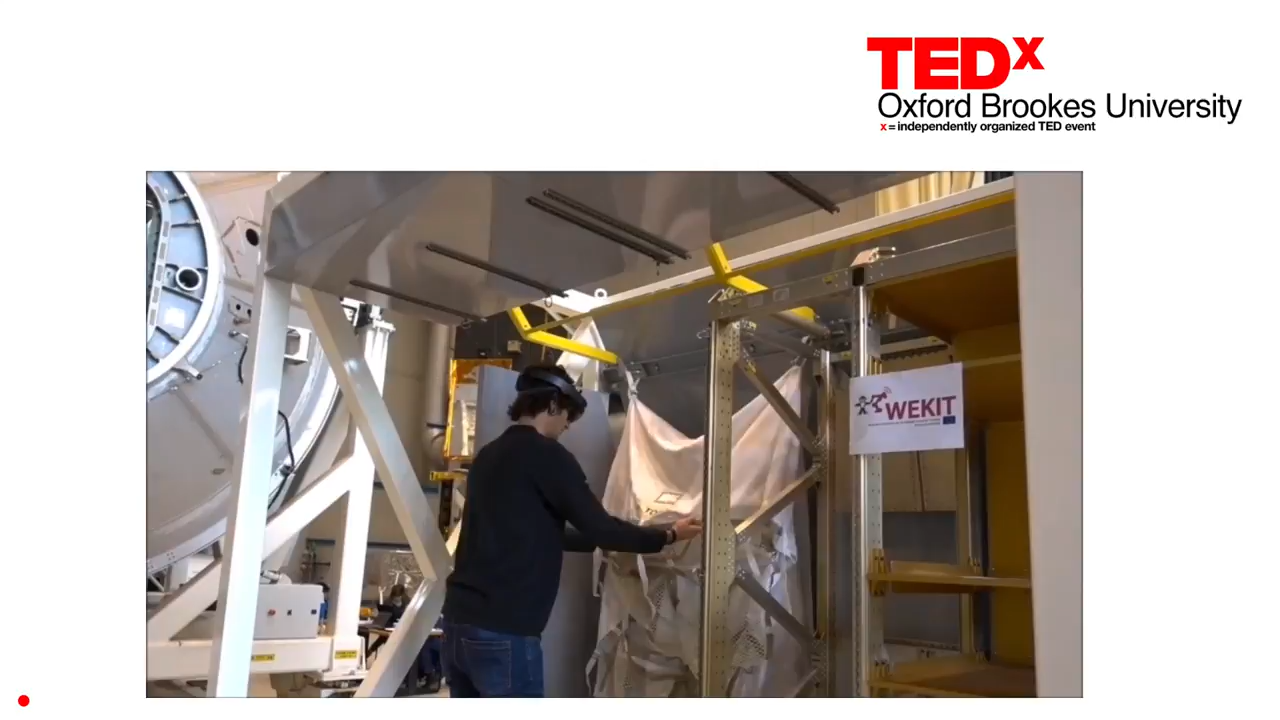 TEDx
Oxford Brookes University
x = independently organized TED event
WEKIT